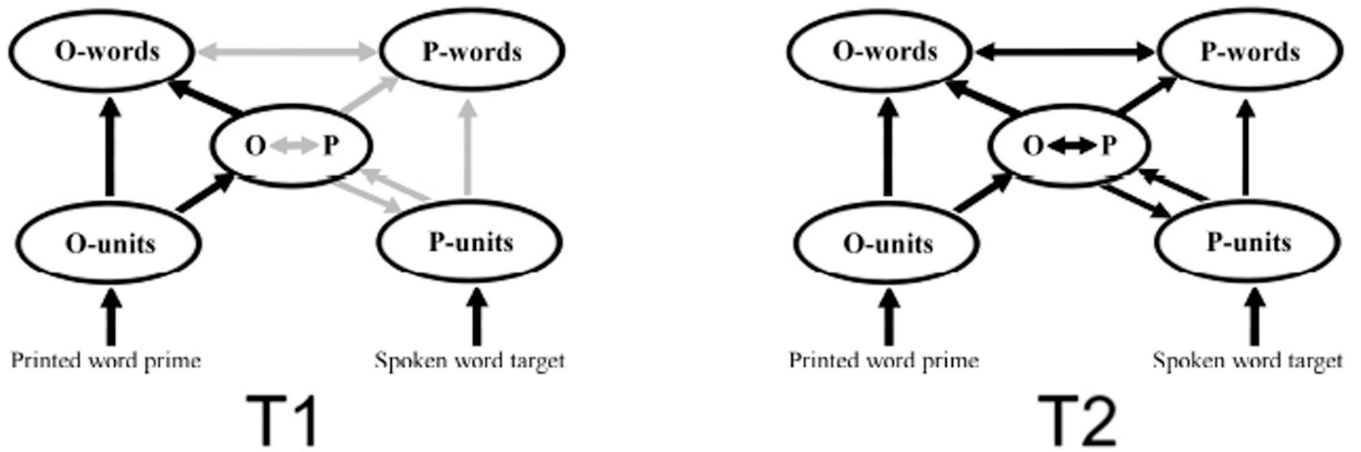 O-words P-words
O P
O-units P-units
Printed word prime Spoken word target
T1
O-words P-words
O P
O-units P-units
Printed word prime Spoken word target
T2